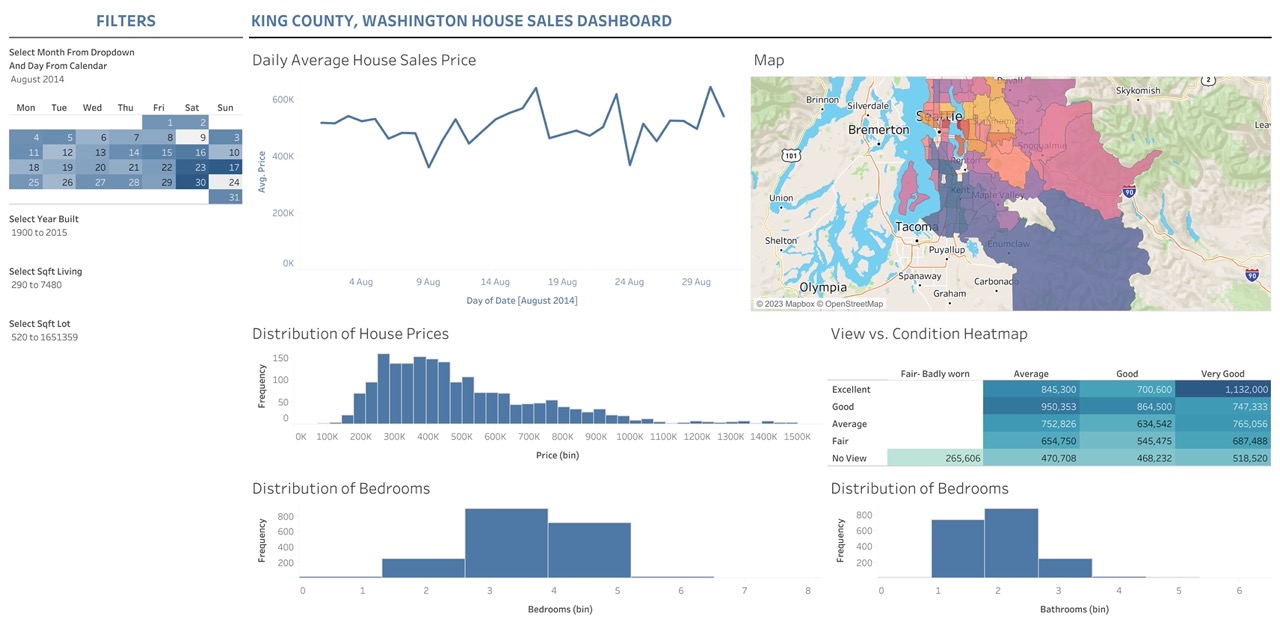 FILTERS
KING COUNTY, WASHINGTON HOUSE SALES DASHBOARD
Select Month From Dropdown
And Day From Calendar
August 2014
Mon Tue Wed Thu Fri Sat Sun
1 2
4 5 6 7 8 9 3
11 12 13 14 15 16 10
18 19 20 21 22 23 17
25 26 27 28 29 30 24
31
Select Year Built
1900 to 2015
Select Sqft Living
290 to 7480
Select Sqft Lot
520 to 1651359
Daily Average House Sales Price
600K
400K
200K
0K
Avg. Price
4 Aug 9 Aug 14 Aug 19 Aug 24 Aug 29 Aug
Day of Date [August 2014]
Map
2
Duvall
Skykomish
Brinnon
Silverdale
Seattle
Sammamish
Bremerton
101
Snoqualmie
Renton
Kent
Maple Valley
90
Union
Tacoma
Shelton
Puyallup
Enumclaw
Spanaway
Carbonado
90
Olympia
Graham
© 2023 Mapbox © OpenStreetMap
Distribution of House Prices
150
100
50
0
Frequency
0K 100K 200K 300K 400K 500K 600K 700K 800K 900K 1000K 1100K 1200K 1300K 1400K 1500K
Price (bin)
View vs. Condition Heatmap
Fair- Badly worn Average Good Very Good
Excellent 845,300 700,600 1,132,000
Good 950,353 864,500 747,333
Average 752,826 634,542 765,056
Fair 654,750 545,475 687,488
No View 265,606 470,708 468,232 518,520
Distribution of Bedrooms
800
600
400
200
Frequency
0 1 2 3 4 5 6 7 8
Bedrooms (bin)
Distribution of Bedrooms
800
600
400
200
Frequency
0 1 2 3 4 5 6
Bathrooms (bin)